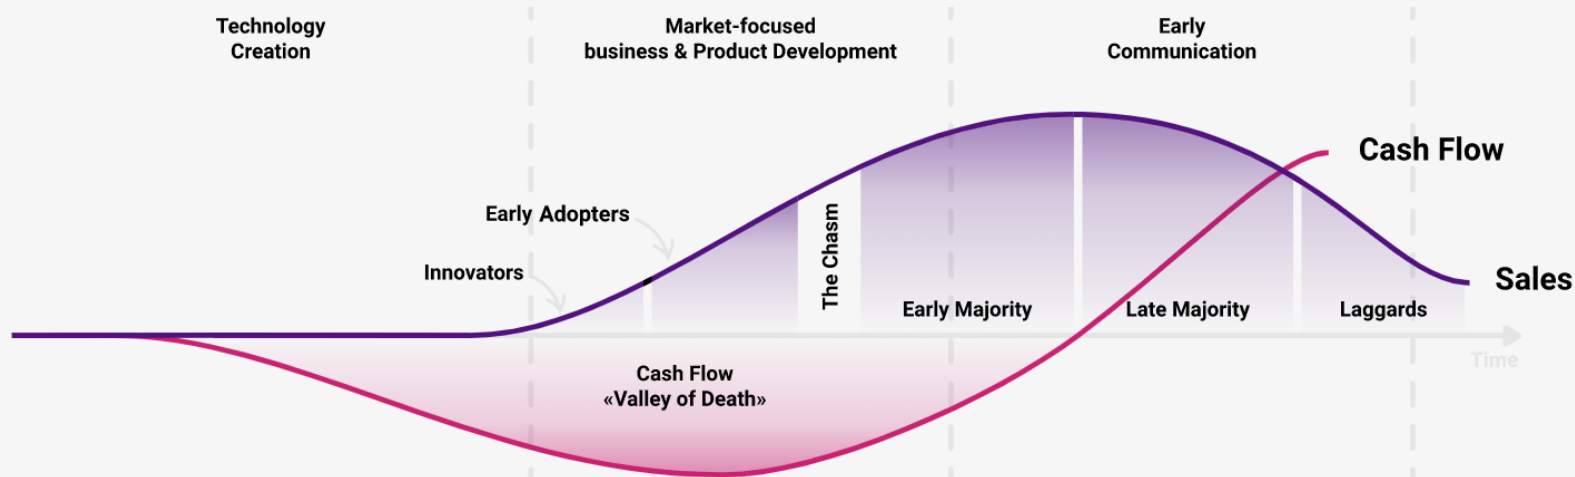 Technology
Creation
Market-focused
business & Product Development
Early
Communication
Cash Flow
Early Adopters
The Chasm
Innovators
Sales
Early Majority
Late Majority
Laggards
Time
Cash Flow
«Valley of Death»